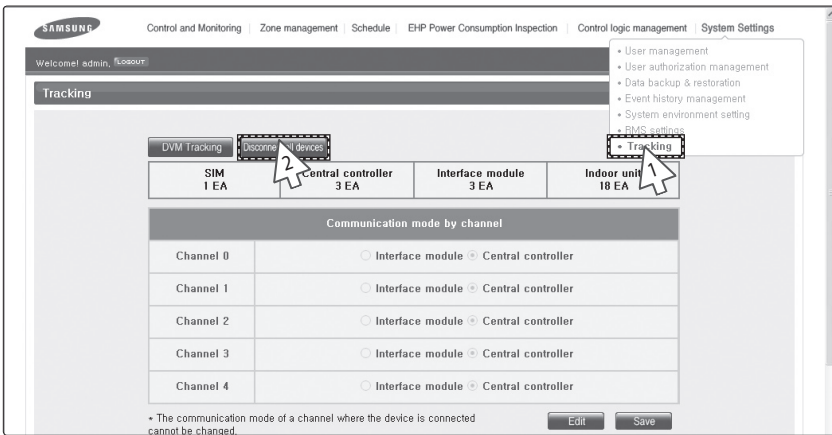 SAMSUNG
Control and Monitoring | Zone management | Schedule | EHP Power Consumption Inspection | Control logic management | System Settings
Welcome! admin, LOGOUT
• User management
• User authorization management
• Data backup & restoration
• Event history management
• System environment setting
• RMS settings
• Tracking
Tracking
DVM Tracking
devices
1
2
SIM
1 EA
Central controller
3 EA
Interface module
3 EA
Indoor unit
18 EA
Communication mode by channel
Channel 0 Interface module Central controller
Channel 1 Interface module Central controller
Channel 2 Interface module Central controller
Channel 3 Interface module Central controller
Channel 4 Interface module Central controller
* The communication mode of a channel where the device is connected
cannot be changed.
Edit Save